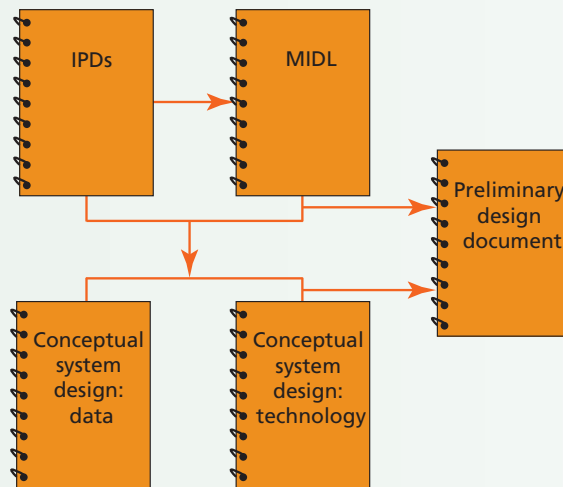 IPDs
MIDL
Preliminary
design
document
Conceptual
system
design:
data
Conceptual
system
design:
technology